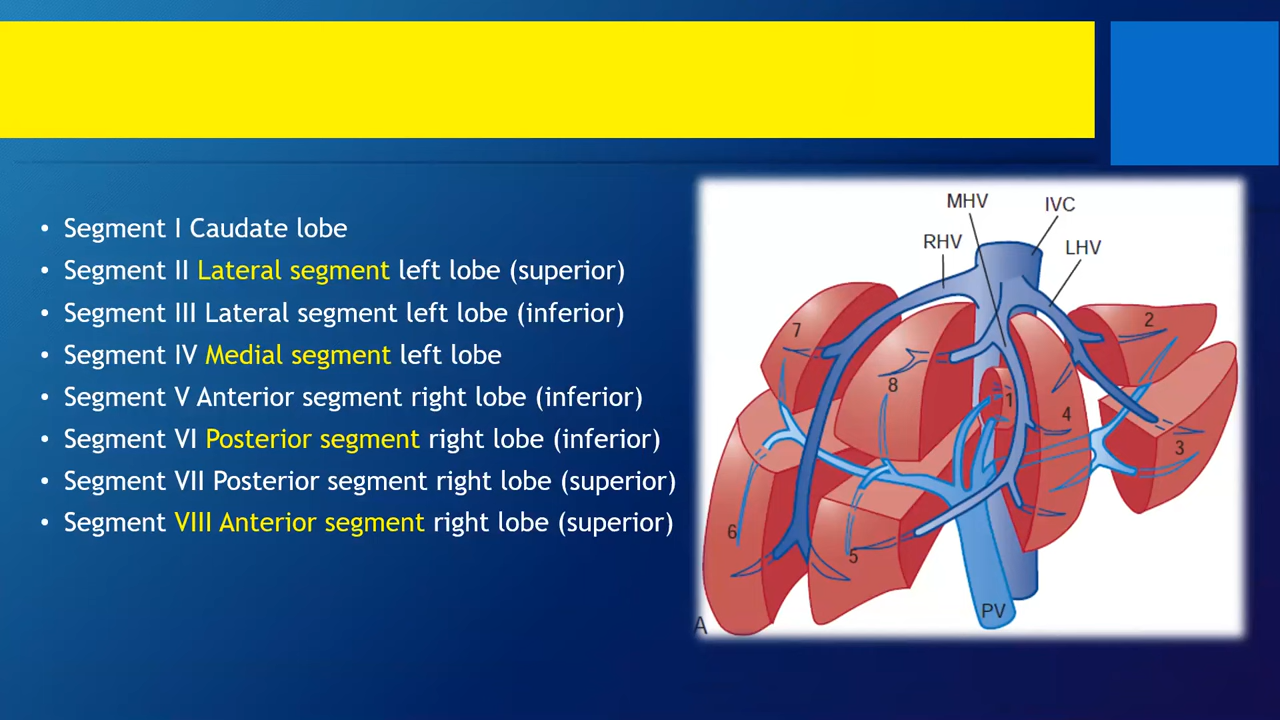 • Segment I Caudate lobe
• Segment II Lateral segment left lobe (superior)
• Segment III Lateral segment left lobe (inferior)
• Segment IV Medial segment left lobe
• Segment V Anterior segment right lobe (inferior)
• Segment VI Posterior segment right lobe (inferior)
• Segment VII Posterior segment right lobe (superior)
• Segment VIII Anterior segment right lobe (superior)
MHV
IVC
RHV
LHV
7
2
8
1
4
3
6
5
PV
A